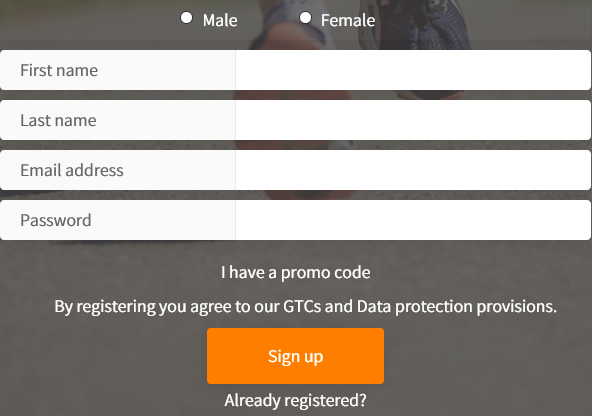 Male Female
First name
Last name
Email address
Password
I have a promo code
By registering you agree to our GTCs and Data protection provisions.
Sign up
Already registered?